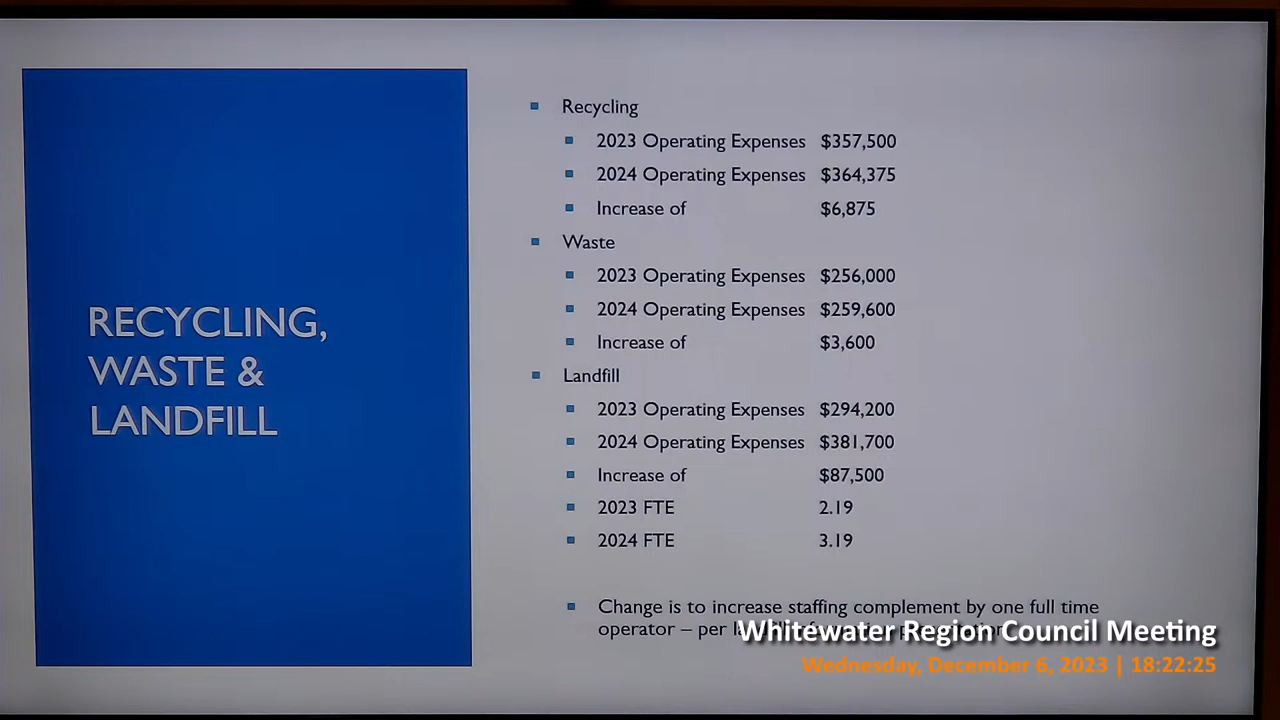 RECYCLING,
WASTE &
LANDFILL
Recycling
2023 Operating Expenses $357,500
2024 Operating Expenses $364,375
Increase of $6,875
Waste
2023 Operating Expenses $256,000
2024 Operating Expenses $259,600
Increase of $3,600
Landfill
2023 Operating Expenses $294,200
2024 Operating Expenses $381,700
Increase of $87,500
2023 FTE 2.19
2024 FTE 3.19
Change is to increase staffing complement by one full time
operator – per
Whitewater Region Council Meeting
Wednesday, December 6, 2023 | 18:22:25